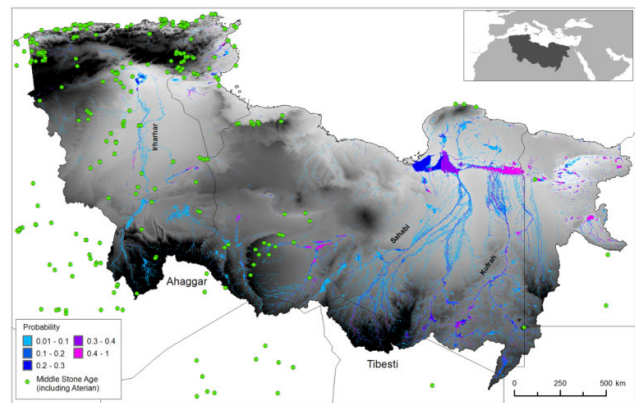 Irharhar
Sahabi
Kufrah
Ahaggar
Tibesti
Probability
0.01 - 0.1
0.3 - 0.4
0.1 - 0.2
0.4 - 1
0.2 - 0.3
Middle Stone Age
(including Aterian)
0
250
500
km